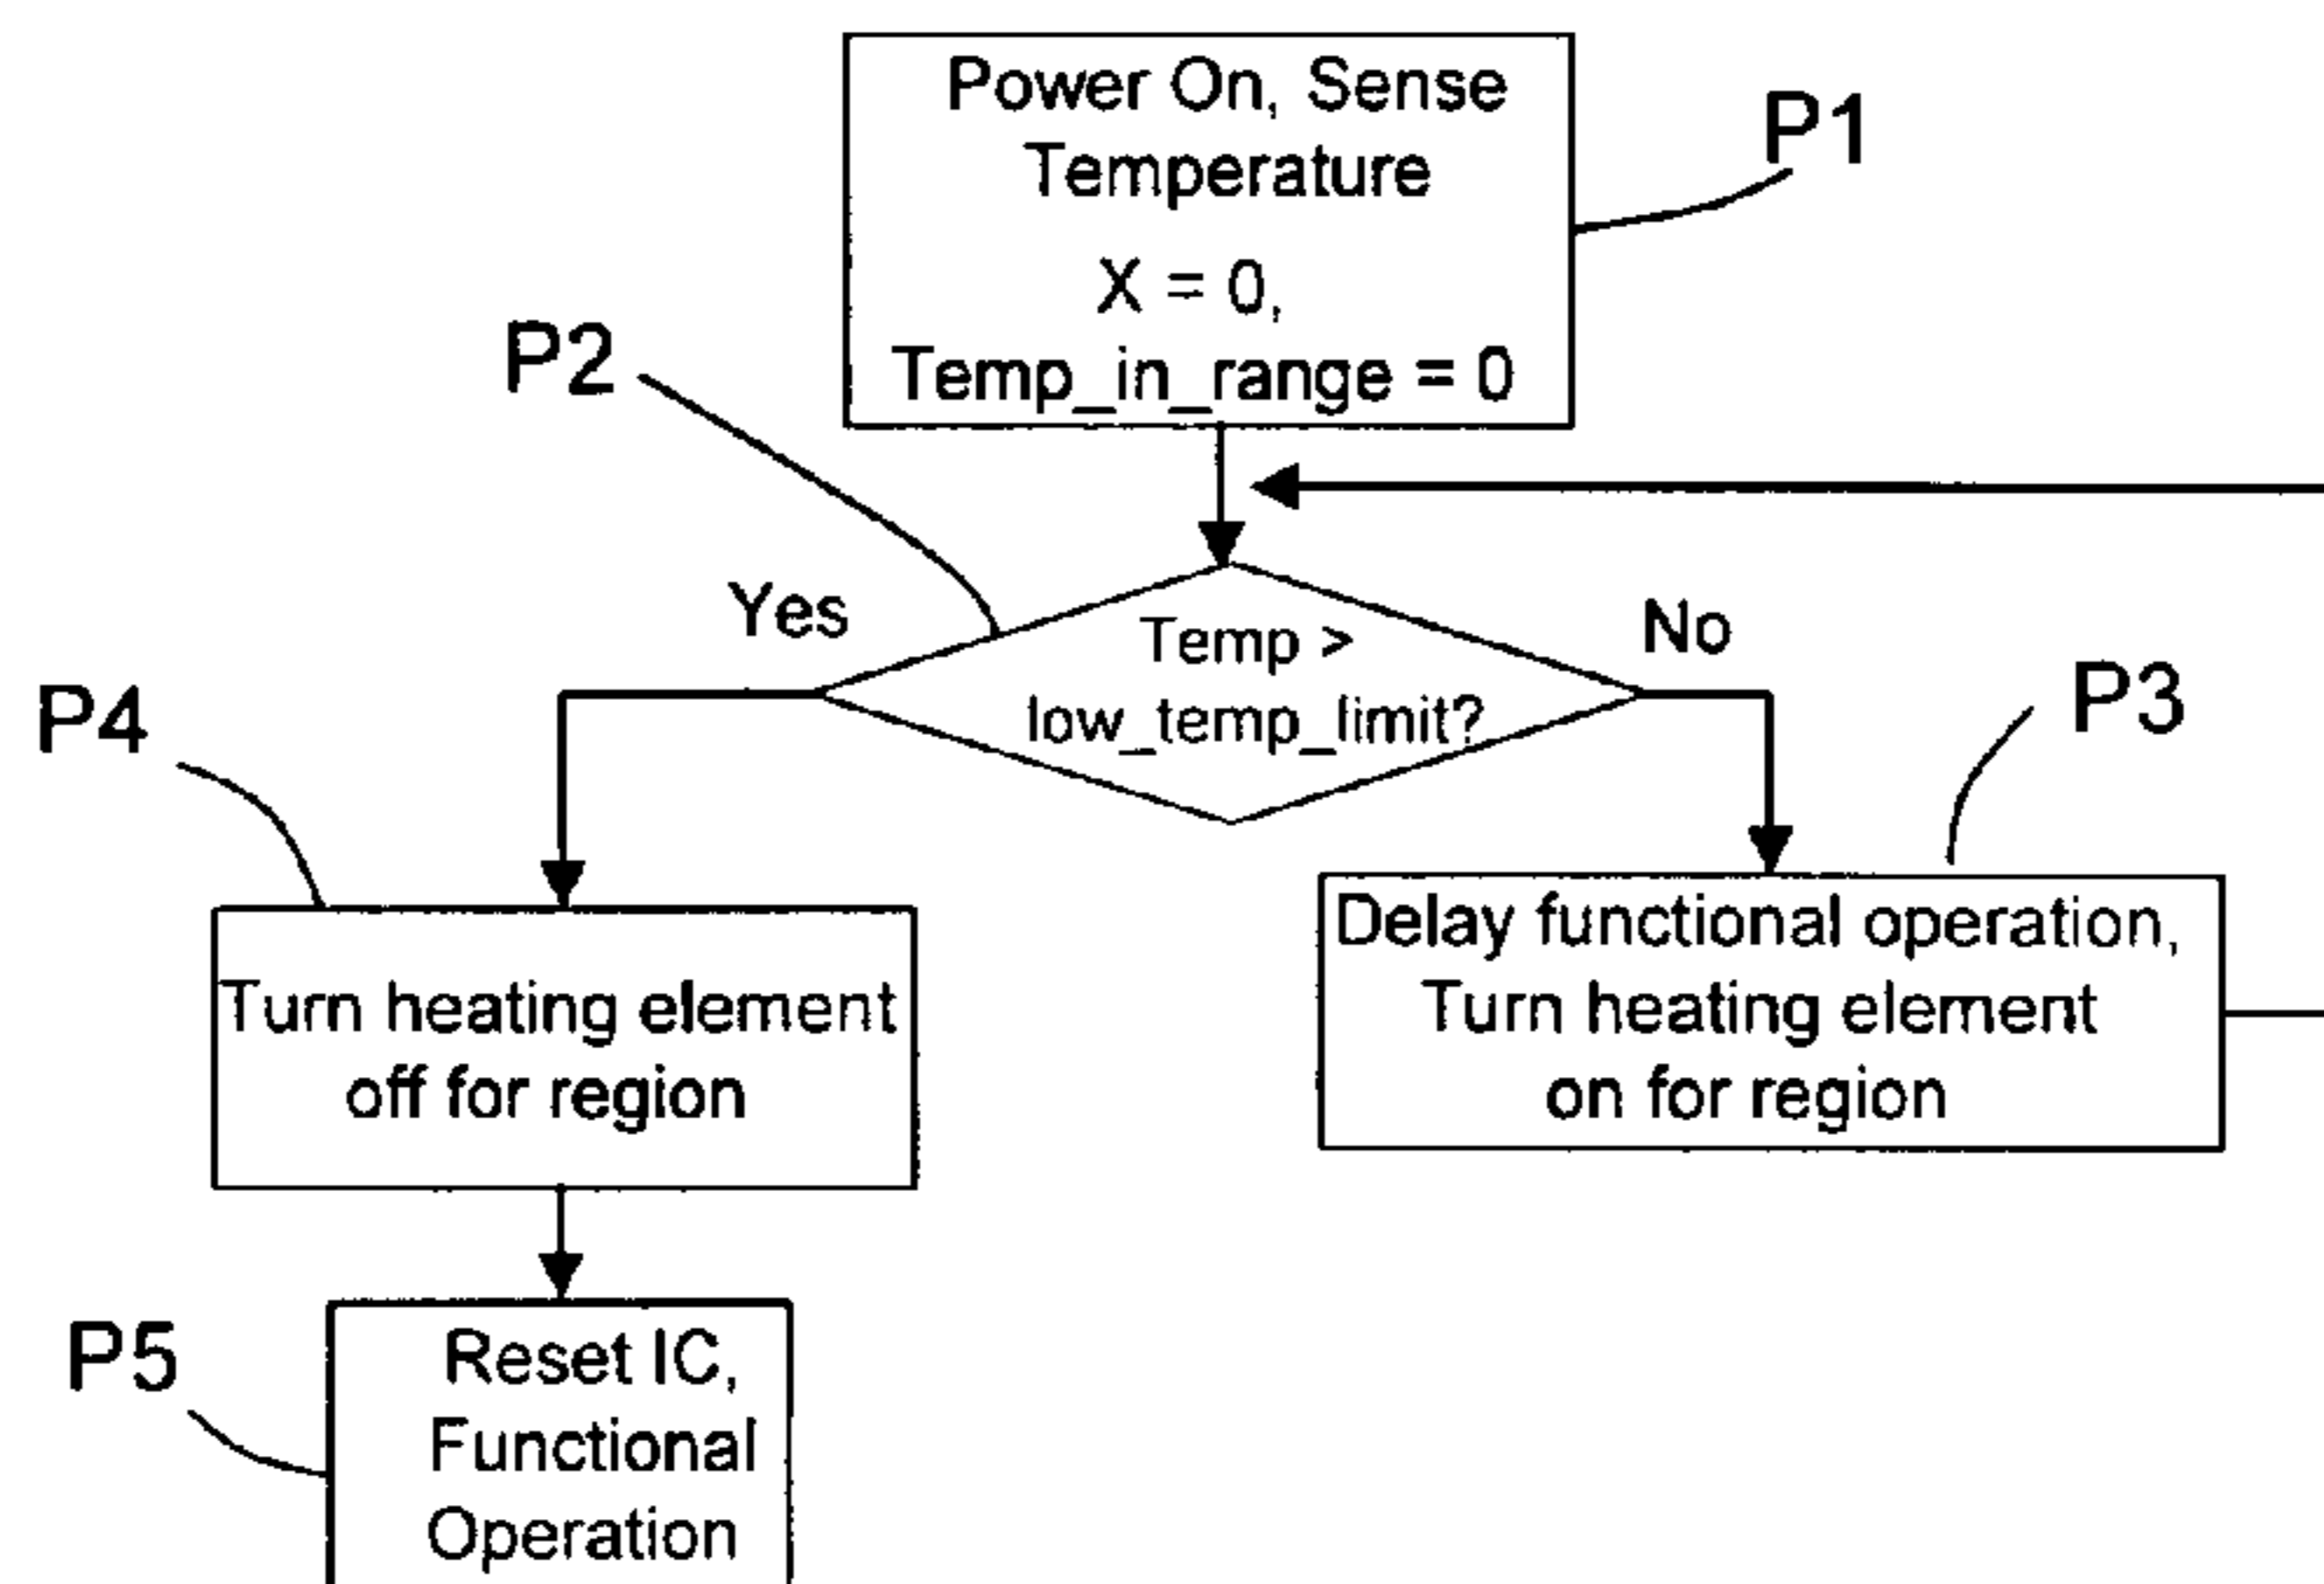 Power On, Sense
Temperature
X = 0,
Temp_in_range = 0
P1
P2
Yes
Temp >
low_temp_limit?
No
P3
P4
Delay functional operation,
Turn heating element
on for region
Turn heating element
off for region
P5
Reset IC,
Functional
Operation